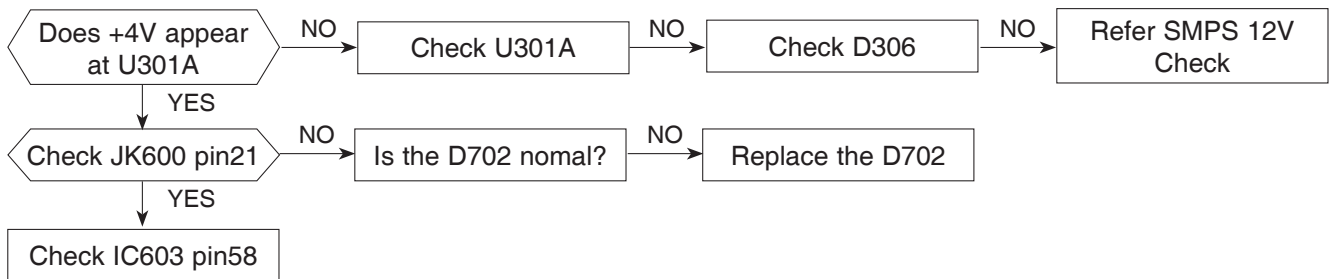 Does +4V appear
at U301A
NO
Check U301A
NO
Check D306
NO
Refer SMPS 12V
Check
YES
Check JK600 pin21
NO
Is the D702 nomal?
NO
Replace the D702
YES
Check IC603 pin58